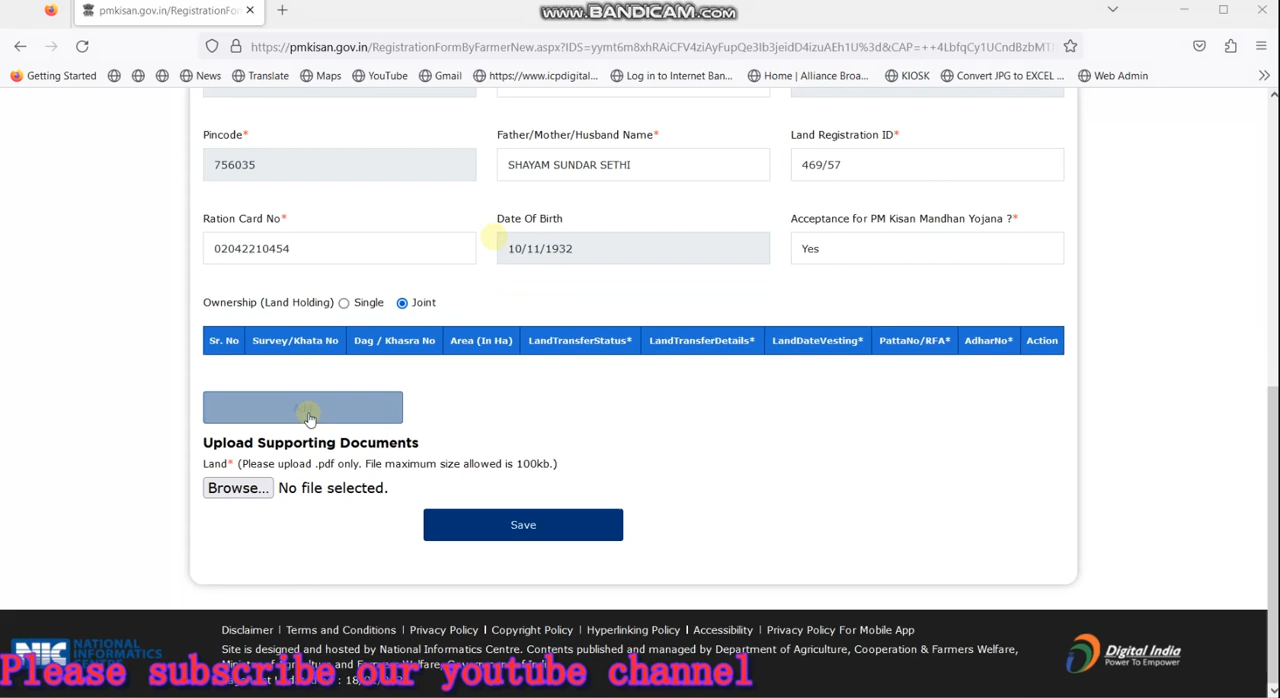 pmkisan.gov.in/RegistrationFor
www.BANDICAM.com
https://pmkisan.gov.in/RegistrationFormByFarmerNew.aspx?IDS=yymt6m8xhRAiCFV4ziAyFupQe3Ib3jeidD4izuAEh1U%3d&CAP=++4LbfqCy1UCndBzbMT
Getting Started News Translate Maps YouTube Gmail https://www.icpdigital... Log in to Internet Ban... Home | Alliance Broa... KIOSK Convert JPG to EXCEL ... Web Admin
Pincode* Father/Mother/Husband Name* Land Registration ID*
756035 SHAYAM SUNDAR SETHI 469/57
Ration Card No* Date Of Birth Acceptance for PM Kisan Mandhan Yojana ?*
02042210454 10/11/1932 Yes
Ownership (Land Holding) Single Joint
Sr. No Survey/Khata No Dag / Khasra No Area (In Ha) LandTransferStatus* LandTransferDetails* LandDateVesting* PattaNo/RFA* AdharNo* Action
Upload Supporting Documents
Land* (Please upload .pdf only. File maximum size allowed is 100kb.)
Browse... No file selected.
Save
Disclaimer | Terms and Conditions | Privacy Policy | Copyright Policy | Hyperlinking Policy | Accessibility | Privacy Policy For Mobile App
NIC NATIONAL INFORMATICS
Site is designed and hosted by National Informatics Centre. Contents published and managed by Department of Agriculture, Cooperation & Farmers Welfare,
Digital India
Power To Empower
Please subscribe our youtube channel